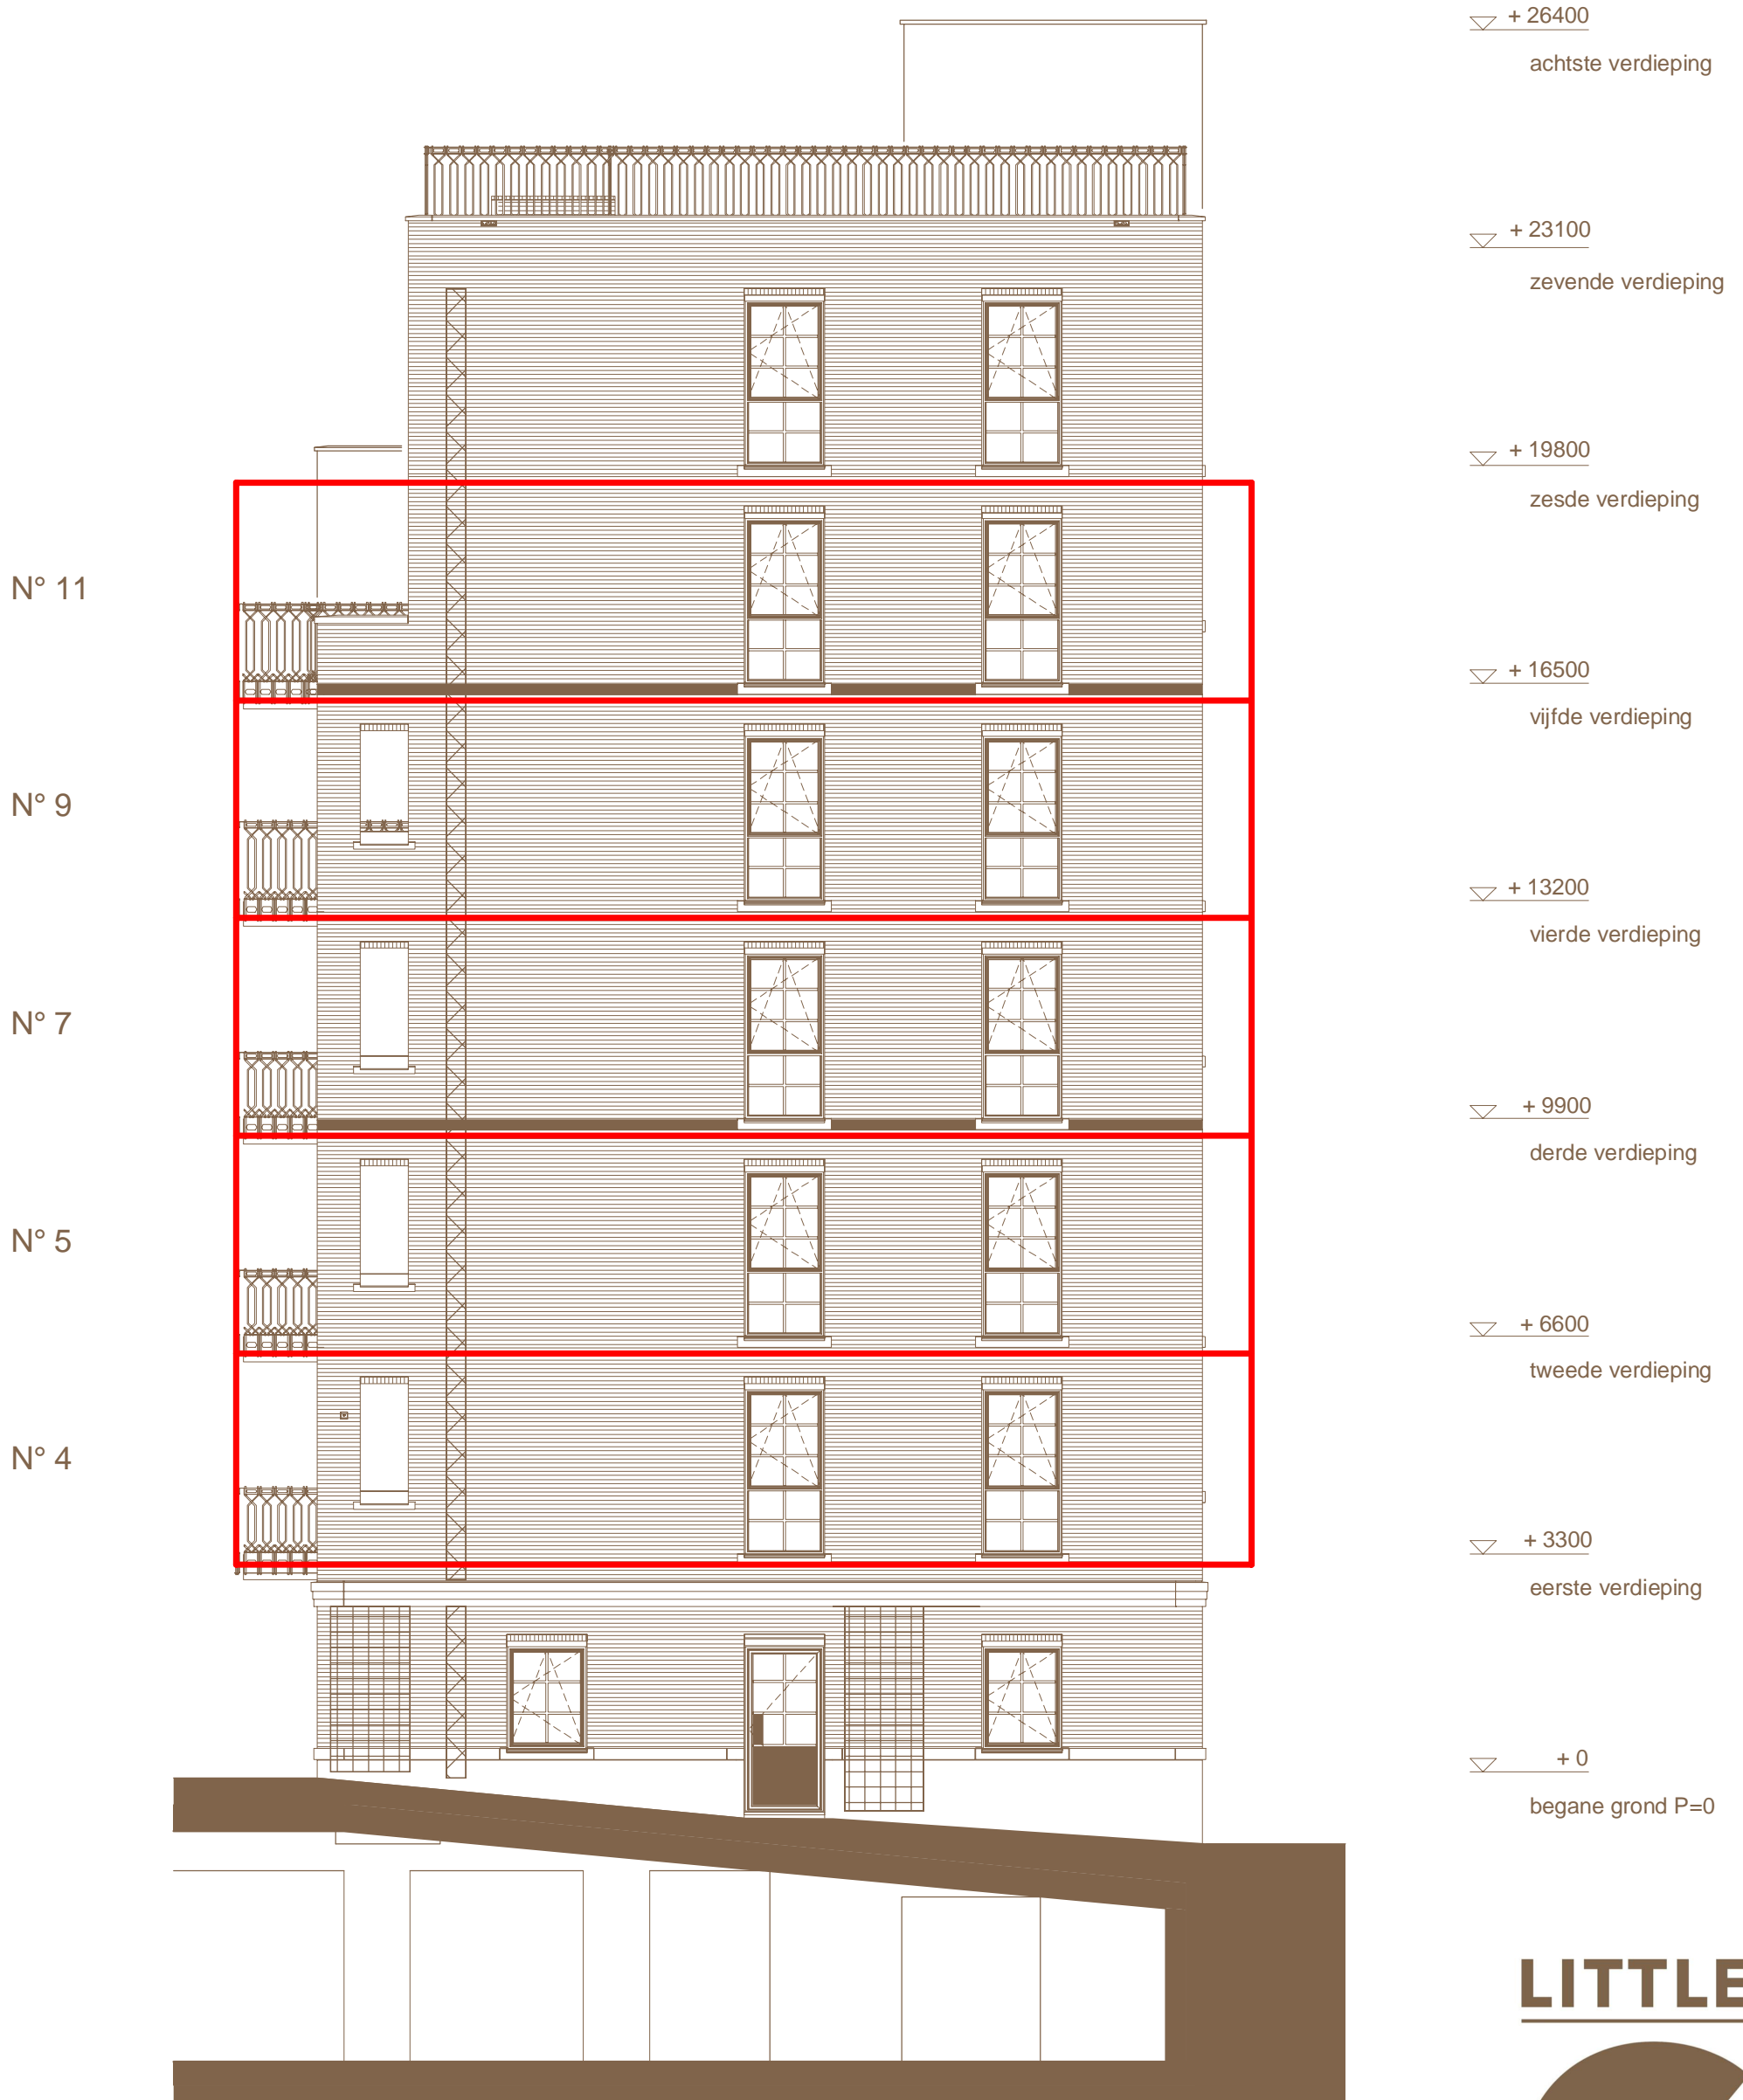 + 26400
achtste verdieping
+ 23100
zevende verdieping
+ 19800
zesde verdieping
N° 11
+ 16500
vijfde verdieping
N° 9
+ 13200
vierde verdieping
N° 7
+ 9900
derde verdieping
N° 5
+ 6600
tweede verdieping
N° 4
+ 3300
eerste verdieping
+ 0
begane grond P=0
LITTLE